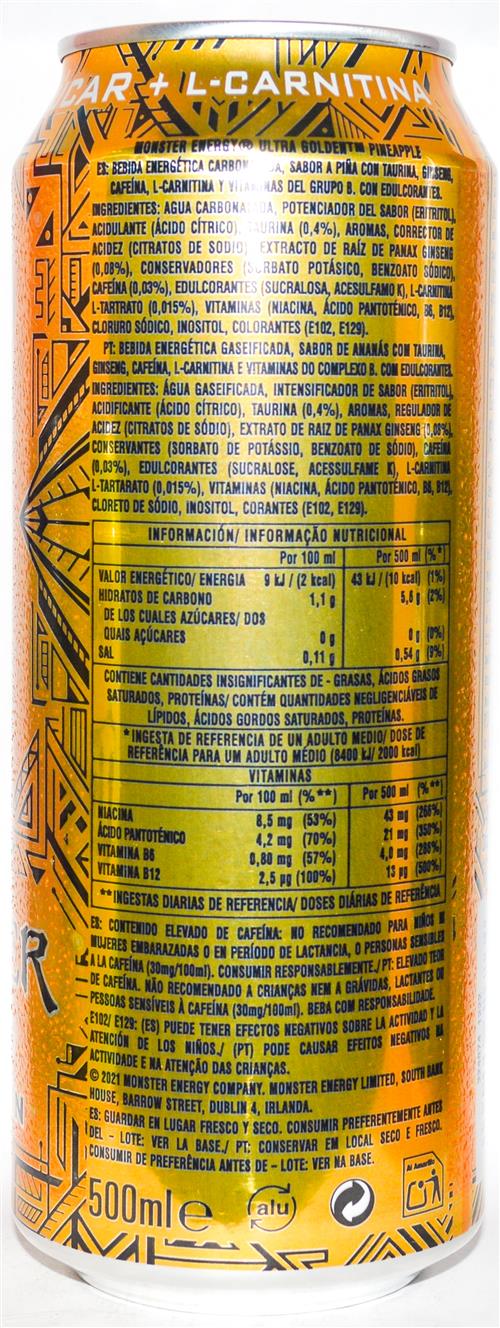 CAR + L-CARNITINA
MONSTER ENERGY® ULTRA GOLDEN™ PINEAPPLE
ES: BEBIDA ENERGÉTICA CARBONATADA, SABOR A PIÑA CON TAURINA, GINSENG,
CAFEÍNA, L-CARNITINA Y VITAMINAS DEL GRUPO B. CON EDULCORANTES.
INGREDIENTES: AGUA CARBONATADA, POTENCIADOR DEL SABOR (ERITRITOL),
ACIDULANTE (ÁCIDO CÍTRICO), TAURINA (0,4%), AROMAS, CORRECTOR DE
ACIDEZ (CITRATOS DE SODIO), EXTRACTO DE RAÍZ DE PANAX GINSENG
(0,08%), CONSERVADORES (SORBATO POTÁSICO, BENZOATO SÓDICO),
CAFEÍNA (0,03%), EDULCORANTES (SUCRALOSA, ACESULFAMO K), L-CARNITINA
L-TARTRATO (0,015%), VITAMINAS (NIACINA, ÁCIDO PANTOTÉNICO, B6, B12),
CLORURO SÓDICO, INOSITOL, COLORANTES (E102, E129).
PT: BEBIDA ENERGÉTICA GASEIFICADA, SABOR DE ANANÁS COM TAURINA,
GINSENG, CAFEÍNA, L-CARNITINA E VITAMINAS DO COMPLEXO B. COM EDULCORANTES.
INGREDIENTES: ÁGUA GASEIFICADA, INTENSIFICADOR DE SABOR (ERITRITOL),
ACIDIFICANTE (ÁCIDO CÍTRICO), TAURINA (0,4%), AROMAS, REGULADOR DE
ACIDEZ (CITRATOS DE SÓDIO), EXTRATO DE RAIZ DE PANAX GINSENG (0,08%),
CONSERVANTES (SORBATO DE POTÁSSIO, BENZOATO DE SÓDIO), CAFEÍNA
(0,03%), EDULCORANTES (SUCRALOSE, ACESSULFAME K), L-CARNITINA
L-TARTARATO (0,015%), VITAMINAS (NIACINA, ÁCIDO PANTOTÉNICO, B6, B12),
CLORETO DE SÓDIO, INOSITOL, CORANTES (E102, E129).
INFORMACIÓN/ INFORMAÇÃO NUTRICIONAL
Por 100 ml Por 500 ml (%*)
VALOR ENERGÉTICO/ ENERGIA 9 kJ / (2 kcal) 43 kJ / (10 kcal) (1%)
HIDRATOS DE CARBONO 1,1 g 5,6 g (2%)
DE LOS CUALES AZÚCARES/ DOS
QUAIS AÇÚCARES 0 g 0 g (0%)
SAL 0,11 g 0,54 g (9%)
CONTIENE CANTIDADES INSIGNIFICANTES DE - GRASAS, ÁCIDOS GRASOS
SATURADOS, PROTEÍNAS/ CONTÉM QUANTIDADES NEGLIGENCIÁVEIS DE
LÍPIDOS, ÁCIDOS GORDOS SATURADOS, PROTEÍNAS.
*INGESTA DE REFERENCIA DE UN ADULTO MEDIO/ DOSE DE
REFERÊNCIA PARA UM ADULTO MÉDIO (8400 kJ/ 2000 kcal)
VITAMINAS
Por 100 ml (%**) Por 500 ml (%**)
NIACINA 8,5 mg (53%) 43 mg (266%)
ÁCIDO PANTOTÉNICO 4,2 mg (70%) 21 mg (350%)
VITAMINA B6 0,80 mg (57%) 4,0 mg (286%)
VITAMINA B12 2,5 µg (100%) 13 µg (500%)
**INGESTAS DIARIAS DE REFERENCIA/ DOSES DIÁRIAS DE REFERÊNCIA
ES: CONTENIDO ELEVADO DE CAFEÍNA: NO RECOMENDADO PARA NIÑOS NI
MUJERES EMBARAZADAS O EN PERÍODO DE LACTANCIA, O PERSONAS SENSIBLES
A LA CAFEÍNA (30mg/100ml). CONSUMIR RESPONSABLEMENTE./ PT: ELEVADO TEOR
DE CAFEÍNA. NÃO RECOMENDADO A CRIANÇAS NEM A GRÁVIDAS, LACTANTES OU
PESSOAS SENSÍVEIS À CAFEÍNA (30mg/100ml). BEBA COM RESPONSABILIDADE.
E102/ E129: (ES) PUEDE TENER EFECTOS NEGATIVOS SOBRE LA ACTIVIDAD Y LA
ATENCIÓN DE LOS NIÑOS./ (PT) PODE CAUSAR EFEITOS NEGATIVOS NA
ACTIVIDADE E NA ATENÇÃO DAS CRIANÇAS.
© 2021 MONSTER ENERGY COMPANY. MONSTER ENERGY LIMITED, SOUTH BANK
HOUSE, BARROW STREET, DUBLIN 4, IRLANDA.
ES: GUARDAR EN LUGAR FRESCO Y SECO. CONSUMIR PREFERENTEMENTE ANTES
DEL - LOTE: VER LA BASE./ PT: CONSERVAR EM LOCAL SECO E FRESCO.
CONSUMIR DE PREFERÊNCIA ANTES DE - LOTE: VER NA BASE.
Al Amarillo
500ml e alu